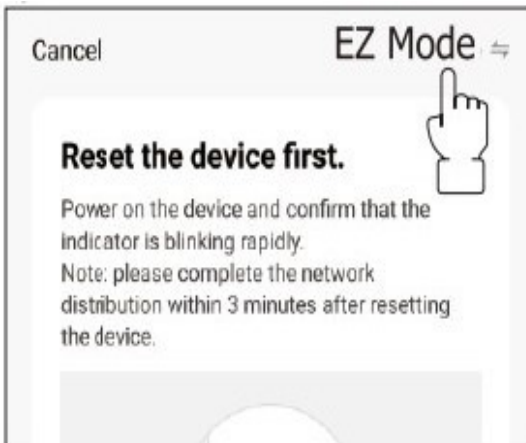 Cancel
EZ Mode
Reset the device first.
Power on the device and confirm that the
indicator is blinking rapidly.
Note: please complete the network
distribution within 3 minutes after resetting
the device.